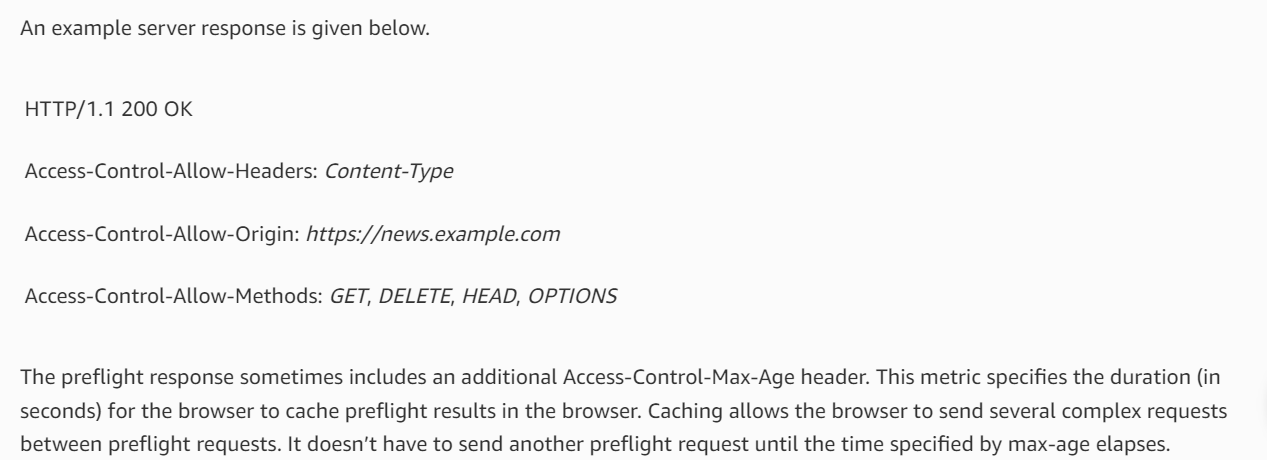 An example server response is given below.
HTTP/1.1 200 OK
Access-Control-Allow-Headers: Content-Type
Access-Control-Allow-Origin: https://news.example.com
Access-Control-Allow-Methods: GET, DELETE, HEAD, OPTIONS
The preflight response sometimes includes an additional Access-Control-Max-Age header. This metric specifies the duration (in
seconds) for the browser to cache preflight results in the browser. Caching allows the browser to send several complex requests
between preflight requests. It doesn’t have to send another preflight request until the time specified by max-age elapses.